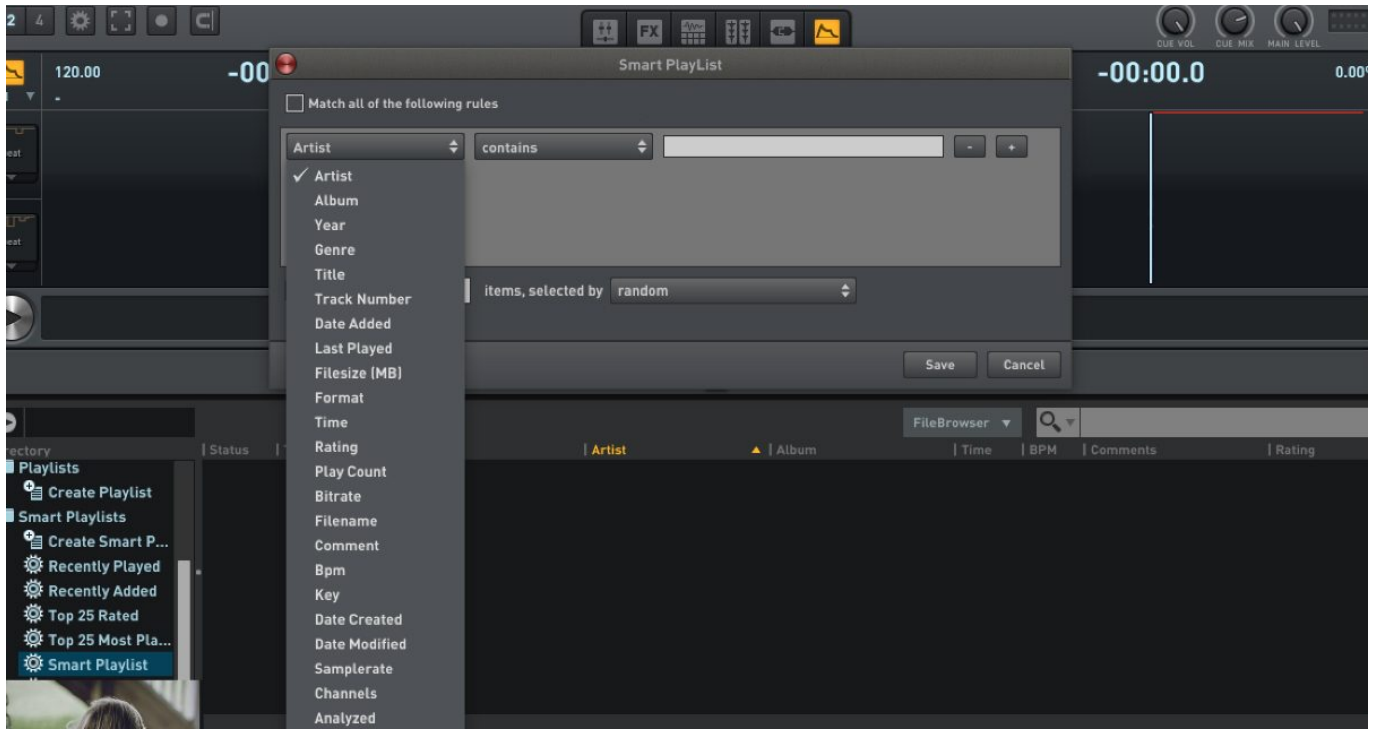 2 4
FX
CUE VOL CUE MIX MAIN LEVEL
120.00 -00 Smart PlayList -00:00.0 0.00
-
Match all of the following rules
Artist contains - +
Artist
Album
Year
Genre
Title
Track Number
Date Added
Last Played
Filesize (MB)
Format
Time
Rating
Play Count
Bitrate
Filename
Comment
Bpm
Key
Date Created
Date Modified
Samplerate
Channels
Analyzed
items, selected by random
Save Cancel
FileBrowser
Status Artist Album Time BPM Comments Rating
Playlists
Create Playlist
Smart Playlists
Create Smart P...
Recently Played
Recently Added
Top 25 Rated
Top 25 Most Pla...
Smart Playlist